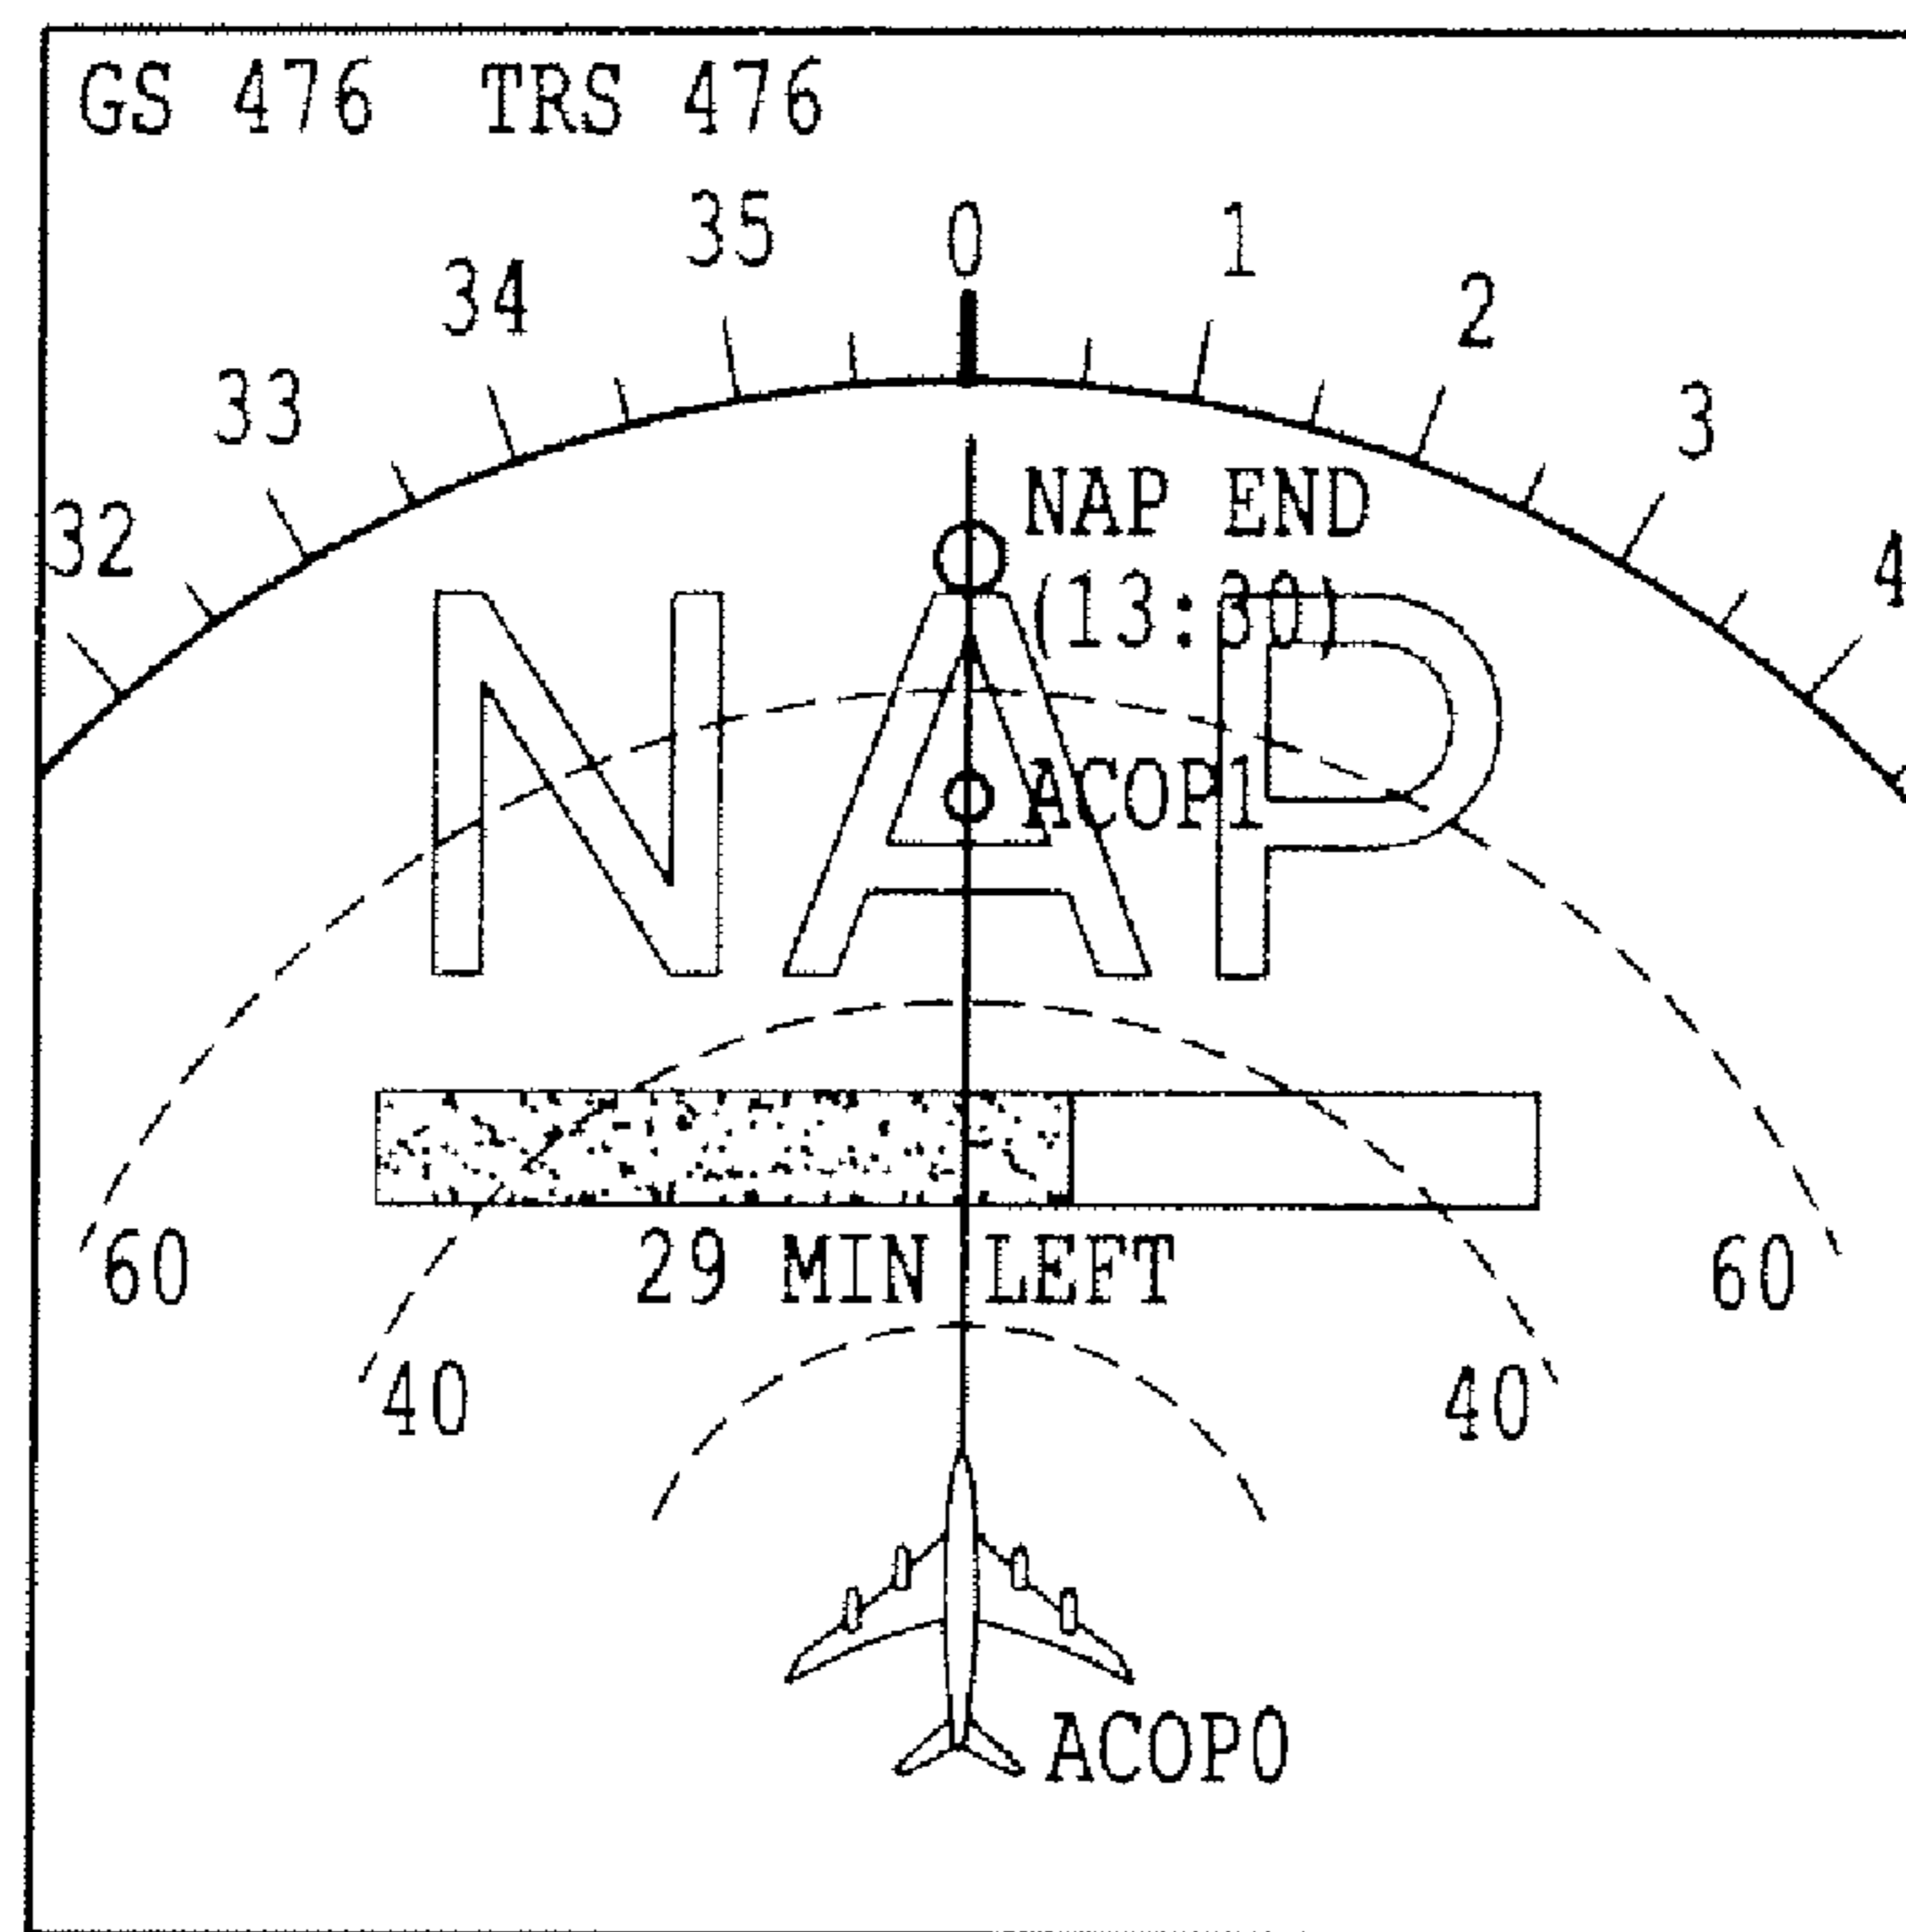 GS 476 TRS 476
35 0 1
34 2
33 3
32 4
NAP END
(13:30)
NAP
ACOP1
29 MIN LEFT
60 60
40 40
ACOP0